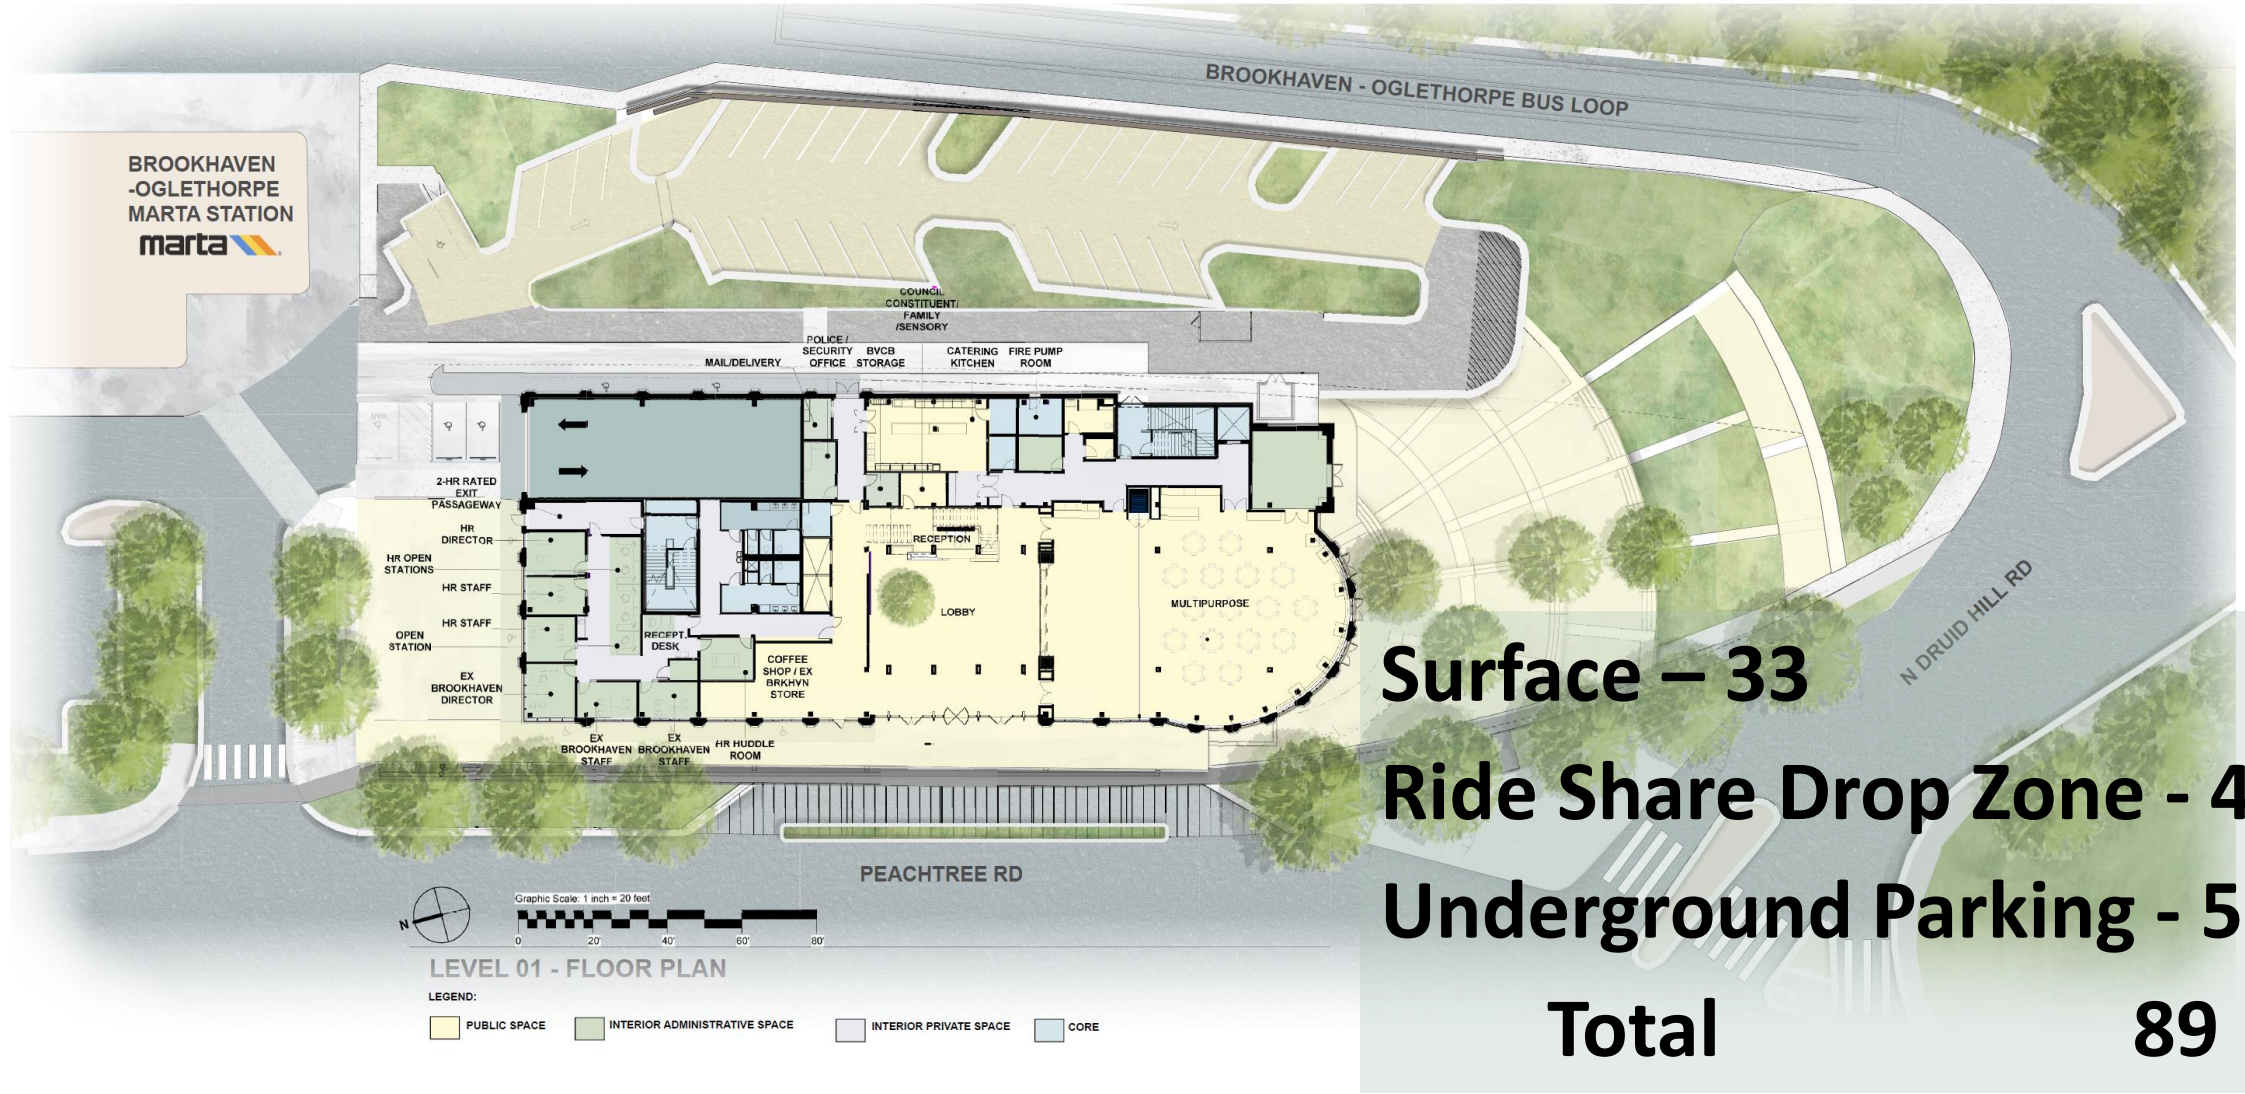 BROOKHAVEN - OGLETHORPE BUS LOOP
BROOKHAVEN
-OGLETHORPE
MARTA STATION
marta
COUNCIL
CONSTITUENT/
FAMILY
/SENSORY
POLICE /
SECURITY
OFFICE
MAIL/DELIVERY
BVCB
STORAGE
CATERING
KITCHEN
FIRE PUMP
ROOM
2-HR RATED
EXIT
PASSAGEWAY
HR
DIRECTOR
HR OPEN
STATIONS
HR STAFF
HR STAFF
OPEN
STATION
EX
BROOKHAVEN
DIRECTOR
RECEPTION
LOBBY
MULTIPURPOSE
RECEPT.
DESK
COFFEE
SHOP / EX
BRKHVN
STORE
EX
BROOKHAVEN
STAFF
EX
BROOKHAVEN
STAFF
HR HUDDLE
ROOM
N DRUID HILL RD
PEACHTREE RD
Surface – 33
Ride Share Drop Zone - 4
Underground Parking - 5
Total 89
N
Graphic Scale: 1 inch = 20 feet
0 20' 40' 60' 80'
LEVEL 01 - FLOOR PLAN
LEGEND:
PUBLIC SPACE
INTERIOR ADMINISTRATIVE SPACE
INTERIOR PRIVATE SPACE
CORE